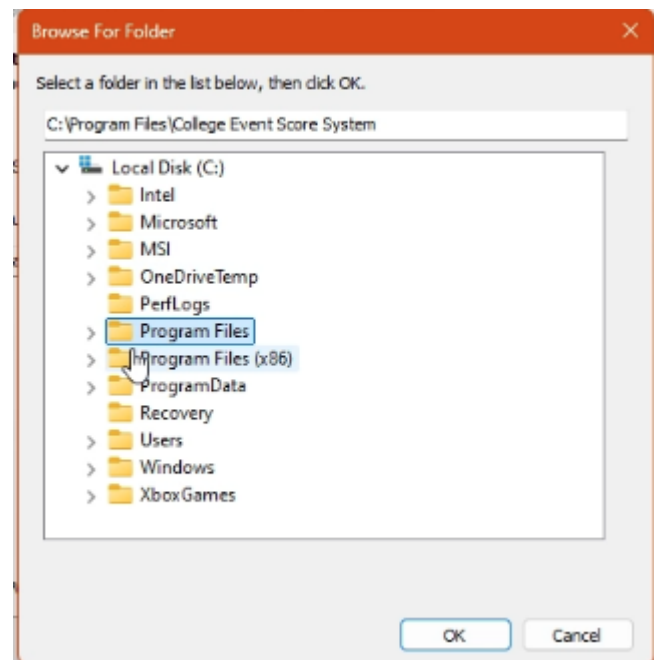 Browse For Folder
Select a folder in the list below, then click OK.
C:\Program Files\College Event Score System
Local Disk (C:)
Intel
Microsoft
MSI
OneDriveTemp
PerfLogs
Program Files
Program Files (x86)
ProgramData
Recovery
Users
Windows
XboxGames
OK Cancel